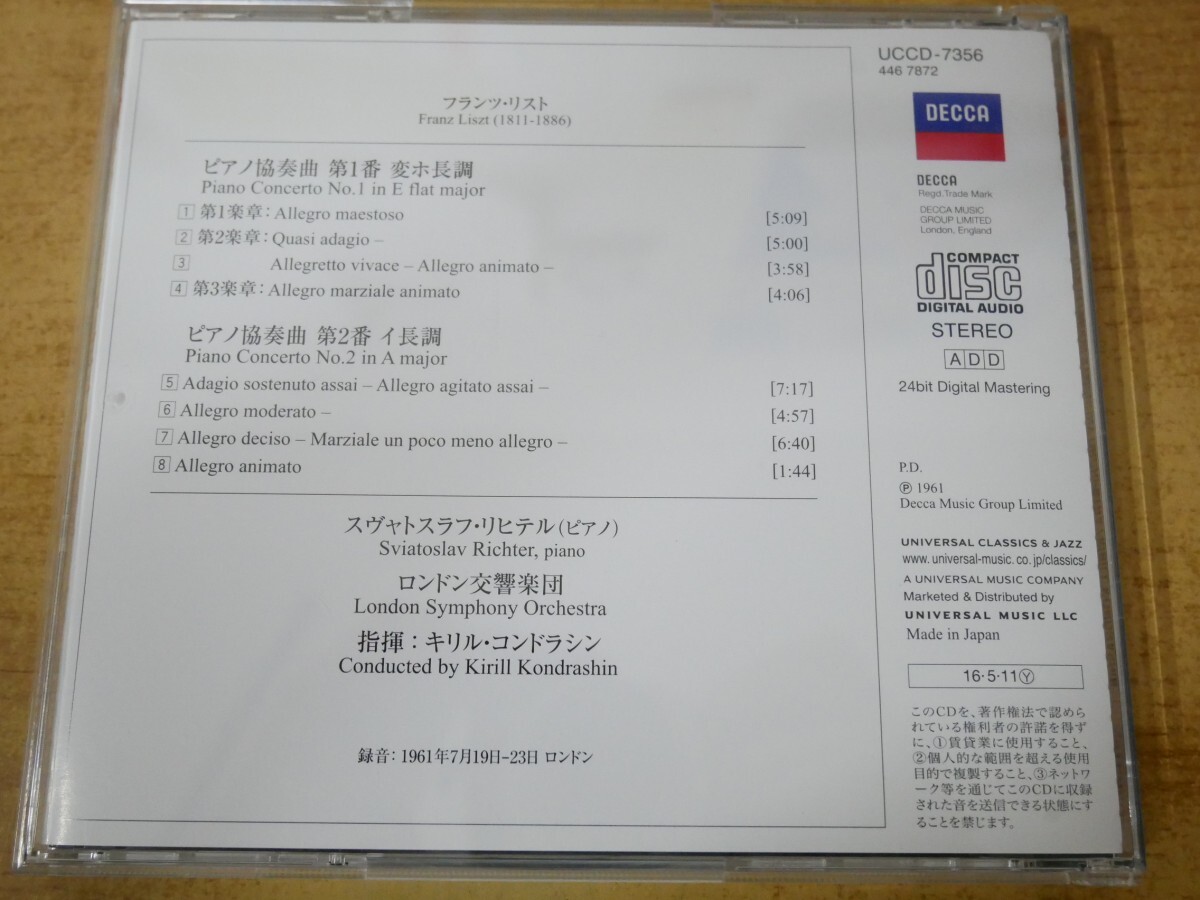 フランツ・リスト
Franz Liszt (1811-1886)
ピアノ協奏曲 第1番 変ホ長調
Piano Concerto No.1 in E flat major
1 第1楽章: Allegro maestoso [5:09]
2 第2楽章: Quasi adagio – [5:00]
3 Allegretto vivace – Allegro animato – [3:58]
4 第3楽章: Allegro marziale animato [4:06]
ピアノ協奏曲 第2番 イ長調
Piano Concerto No.2 in A major
5 Adagio sostenuto assai – Allegro agitato assai – [7:17]
6 Allegro moderato – [4:57]
7 Allegro deciso – Marziale un poco meno allegro – [6:40]
8 Allegro animato [1:44]
スヴャトスラフ・リヒテル(ピアノ)
Sviatoslav Richter, piano
ロンドン交響楽団
London Symphony Orchestra
指揮: キリル・コンドラシン
Conducted by Kirill Kondrashin
録音: 1961年7月19日-23日 ロンドン
UCCD-7356
446 7872
DECCA
DECCA
Regd. Trade Mark
DECCA MUSIC
GROUP LIMITED
London, England
COMPACT
disc
DIGITAL AUDIO
STEREO
ADD
24bit Digital Mastering
P.D.
℗ 1961
Decca Music Group Limited
UNIVERSAL CLASSICS & JAZZ
www.universal-music.co.jp/classics/
A UNIVERSAL MUSIC COMPANY
Marketed & Distributed by
UNIVERSAL MUSIC LLC
Made in Japan
16・5・11Ⓨ
このCDを、著作権法で認めら
れている権利者の許諾を得ず
に、①賃貸業に使用すること、
②個人的な範囲を超える使用
目的で複製すること、③ネットワ
ーク等を通じてこのCDに収録
された音を送信できる状態にす
ることを禁じます。